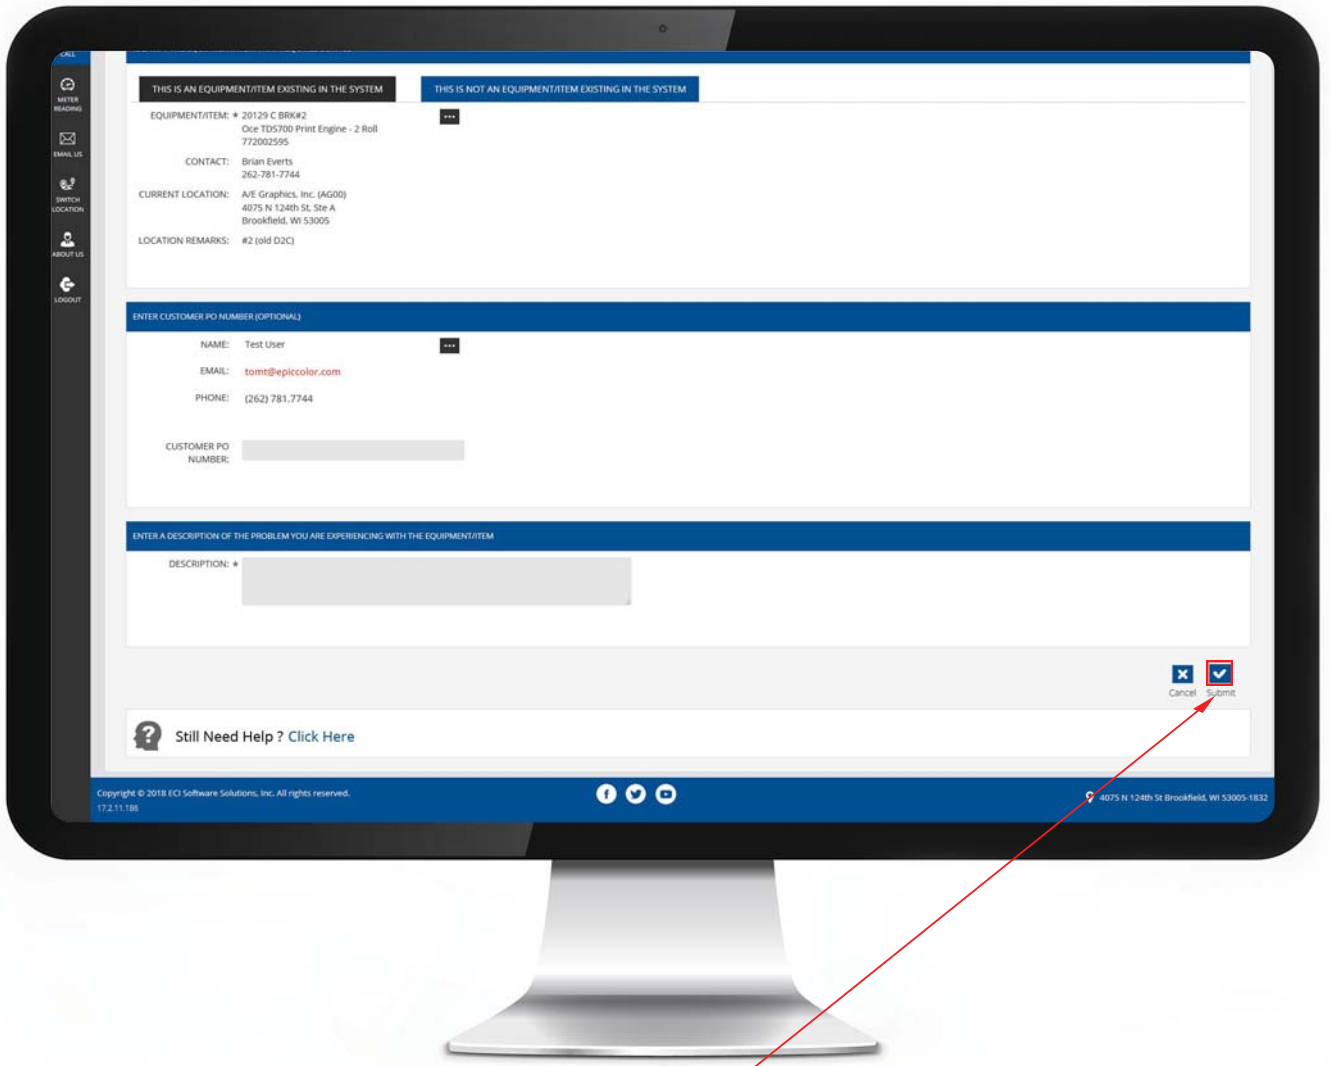 CALL
METER
READING
EMAIL US
SWITCH
LOCATION
ABOUT US
LOGOUT
THIS IS AN EQUIPMENT/ITEM EXISTING IN THE SYSTEM
THIS IS NOT AN EQUIPMENT/ITEM EXISTING IN THE SYSTEM
EQUIPMENT/ITEM: * 20129 C BRK#2
Oce TDS700 Print Engine - 2 Roll
772002595
CONTACT: Brian Everts
262-781-7744
CURRENT LOCATION: A/E Graphics, Inc. (AG00)
4075 N 124th St, Ste A
Brookfield, WI 53005
LOCATION REMARKS: #2 (old D2C)
ENTER CUSTOMER PO NUMBER (OPTIONAL)
NAME: Test User
EMAIL: tomt@epiccolor.com
PHONE: (262) 781.7744
CUSTOMER PO
NUMBER:
ENTER A DESCRIPTION OF THE PROBLEM YOU ARE EXPERIENCING WITH THE EQUIPMENT/ITEM
DESCRIPTION: *
Cancel Submit
Still Need Help ? Click Here
Copyright © 2018 ECI Software Solutions, Inc. All rights reserved.
17.2.11.186
4075 N 124th St Brookfield, WI 53005-1832